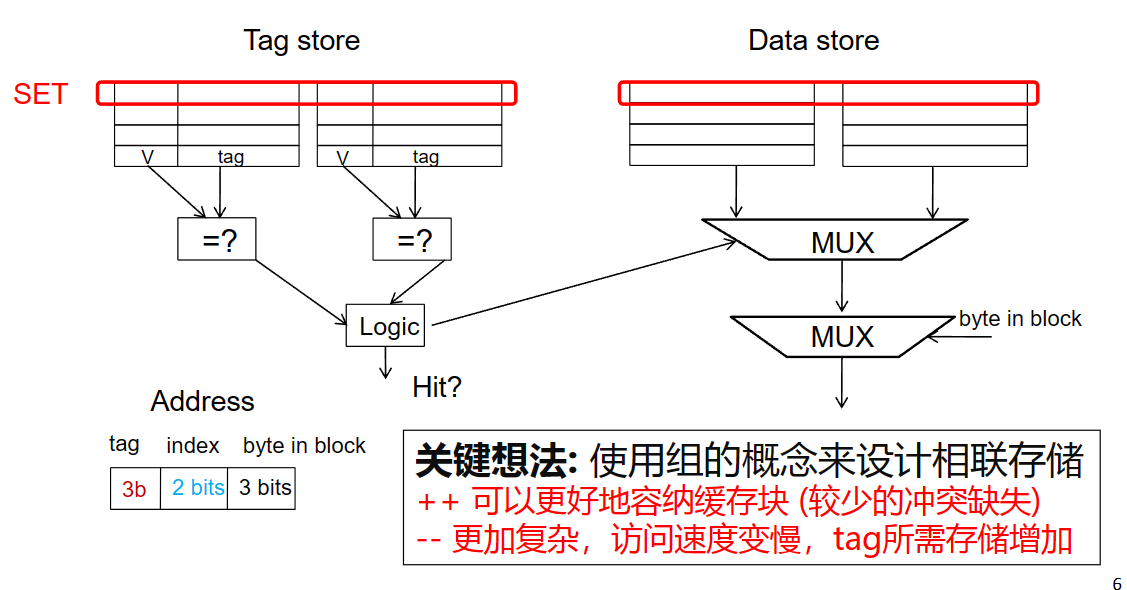 Tag store
Data store
SET
V tag V tag
=? =?
MUX
Logic
MUX
byte in block
Hit?
Address
tag index byte in block
3b 2 bits 3 bits
关键想法: 使用组的概念来设计相联存储
++ 可以更好地容纳缓存块 (较少的冲突缺失)
-- 更加复杂，访问速度变慢，tag所需存储增加
6